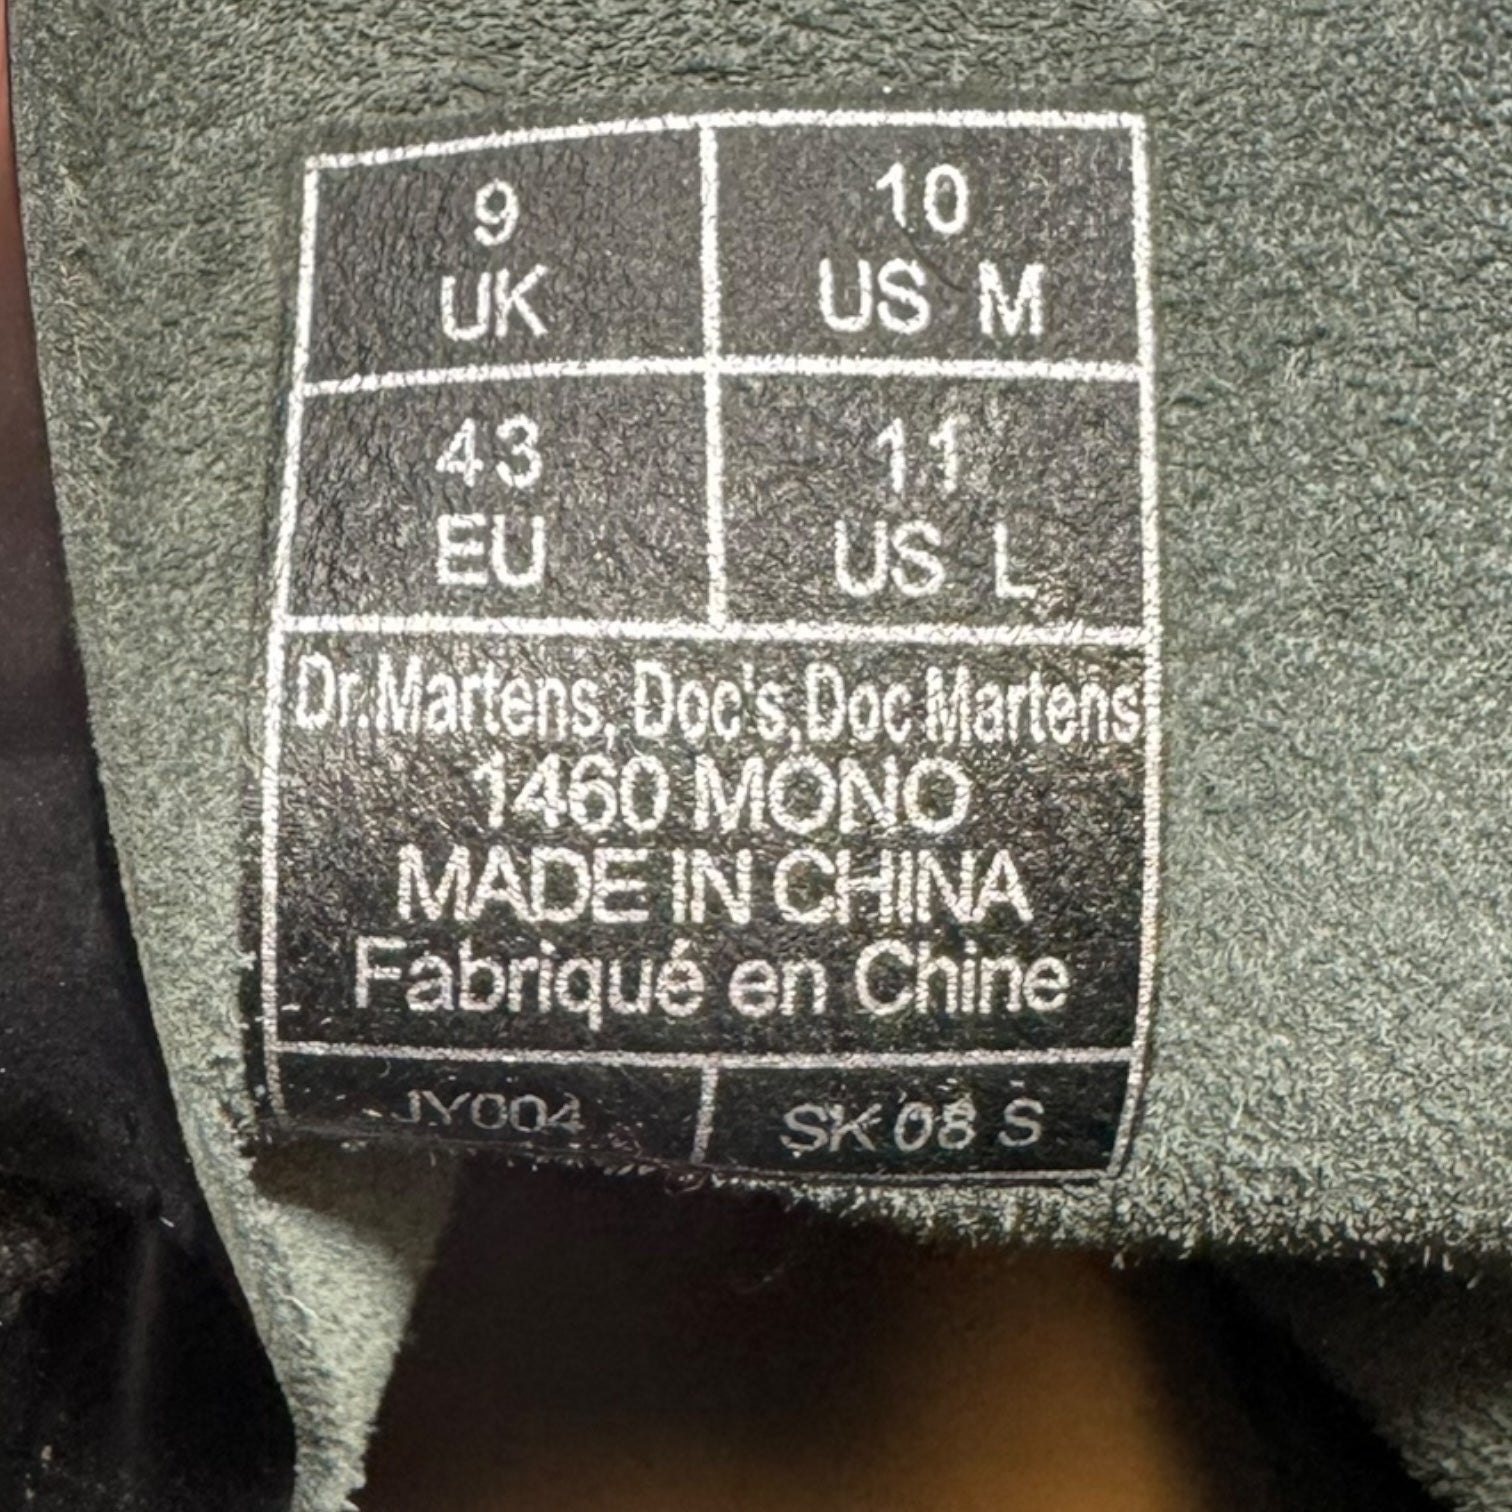 9
UK
10
US M
43
EU
11
US L
Dr.Martens, Doc's,Doc Martens
1460 MONO
MADE IN CHINA
Fabriqué en Chine
JY004
SK 08 S